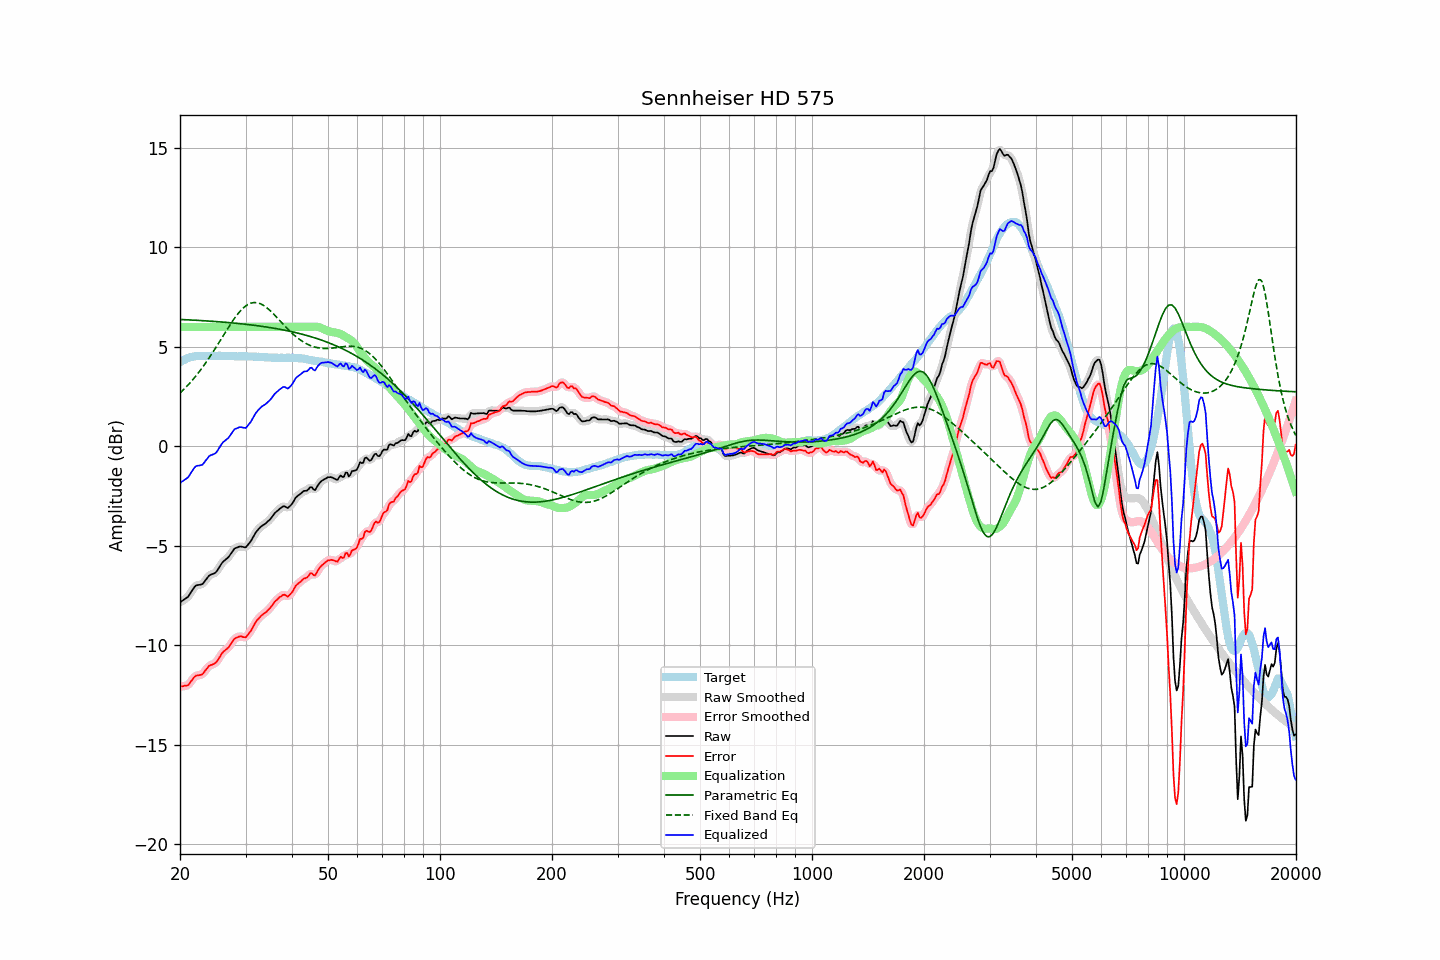 Sennheiser HD 575
Amplitude (dBr)
15
10
5
0
−5
−10
−15
−20
Target
Raw Smoothed
Error Smoothed
Raw
Error
Equalization
Parametric Eq
Fixed Band Eq
Equalized
20 50 100 200 500 1000 2000 5000 10000 20000
Frequency (Hz)